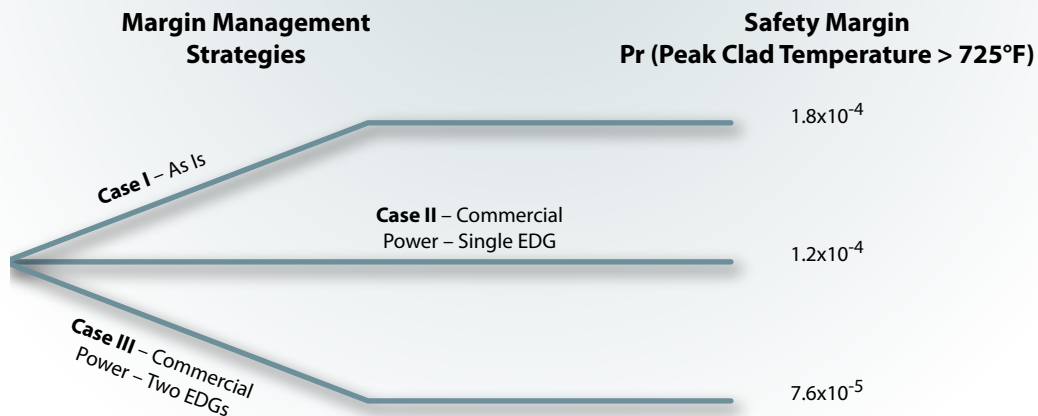 Margin Management
Strategies
Safety Margin
Pr (Peak Clad Temperature > 725°F)
1.8x10⁻⁴
Case I – As Is
Case II – Commercial
Power – Single EDG
1.2x10⁻⁴
Case III – Commercial
Power – Two EDGs
7.6x10⁻⁵